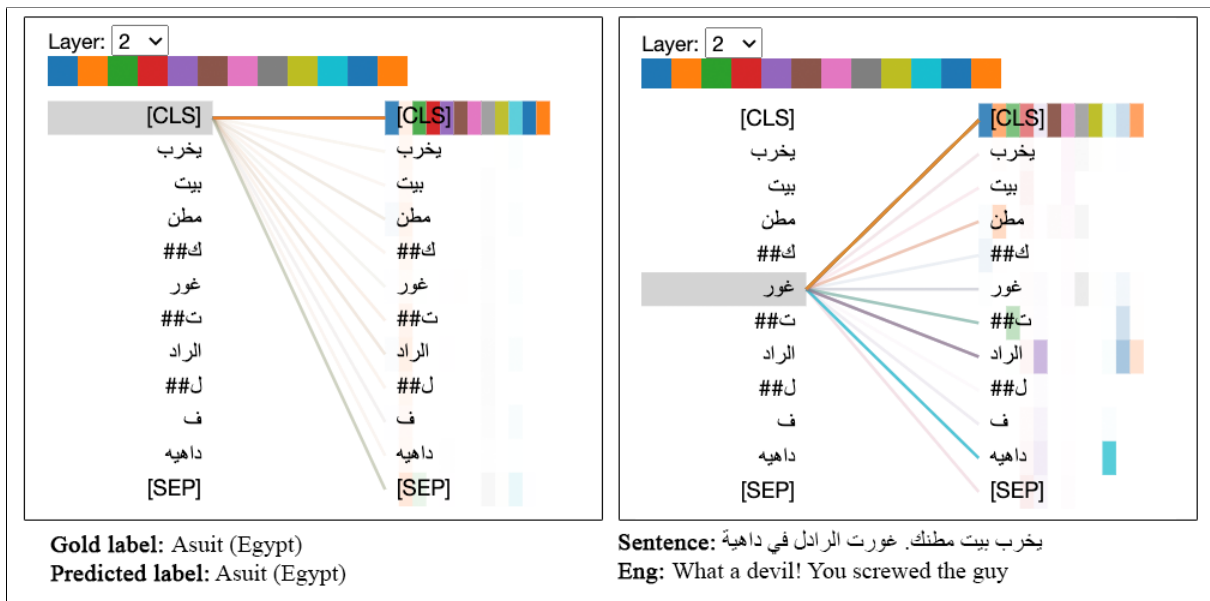 Layer: 2
[CLS] [CLS]
يخرب يخرب
بيت بيت
مطن مطن
##ك ##ك
غور غور
##ت ##ت
الراد الراد
##ل ##ل
ف ف
داهيه داهيه
[SEP] [SEP]
Gold label: Asuit (Egypt)
Predicted label: Asuit (Egypt)
Layer: 2
[CLS] [CLS]
يخرب يخرب
بيت بيت
مطن مطن
##ك ##ك
غور غور
##ت ##ت
الراد الراد
##ل ##ل
ف ف
داهيه داهيه
[SEP] [SEP]
Sentence: يخرب بيت مطنك. غورت الرادل في داهية
Eng: What a devil! You screwed the guy